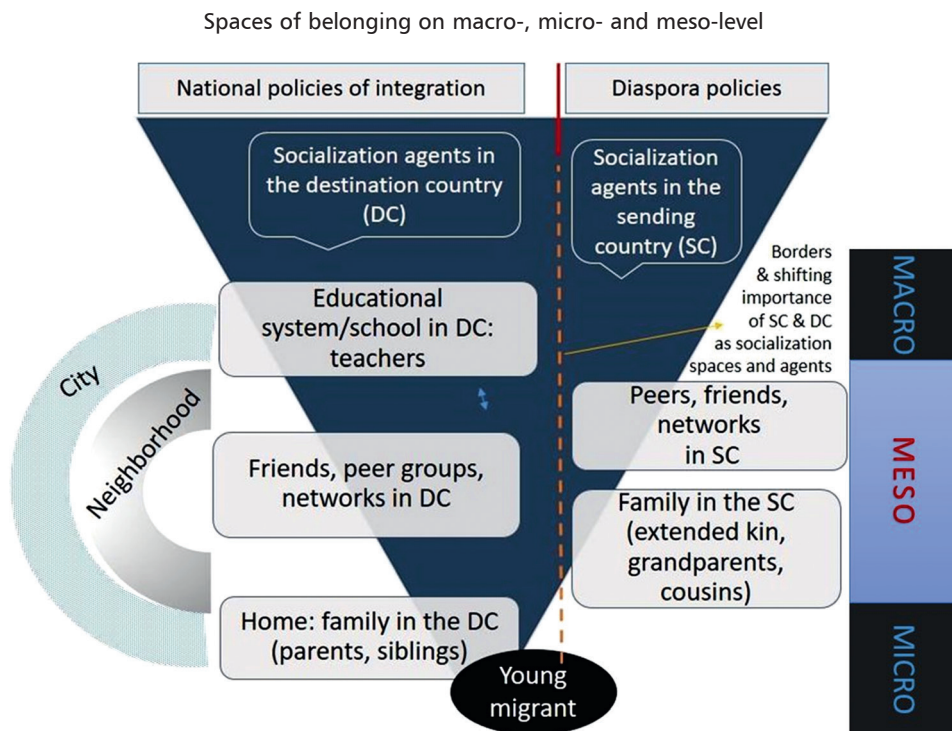 Spaces of belonging on macro-, micro- and meso-level
National policies of integration
Diaspora policies
Socialization agents in
the destination country
(DC)
Socialization
agents in the
sending
country (SC)
Borders
& shifting
importance
of SC & DC
as socialization
spaces and agents
Educational
system/school in DC:
teachers
Friends, peer groups,
networks in DC
Home: family in the DC
(parents, siblings)
Peers, friends,
networks
in SC
Family in the SC
(extended kin,
grandparents,
cousins)
Young
migrant
City
Neighborhood
MACRO
MESO
MICRO